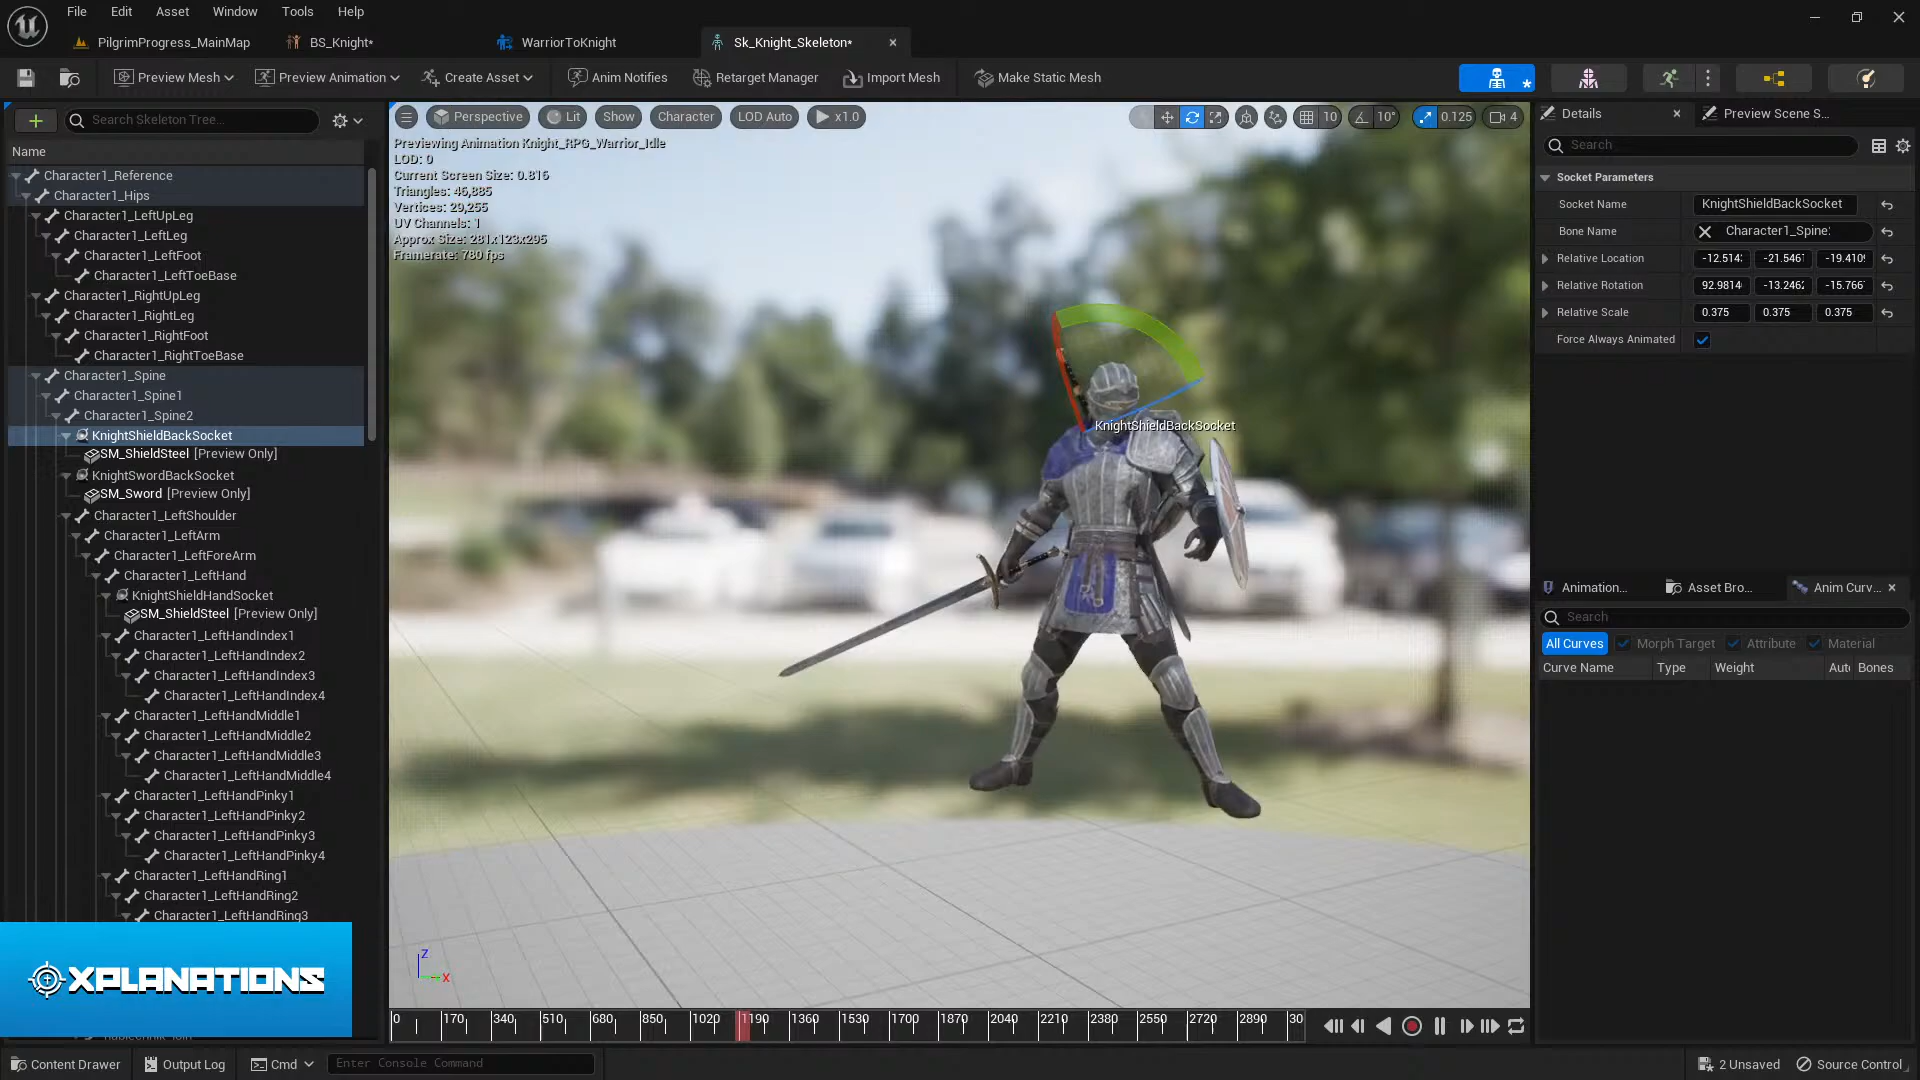 File Edit Asset Window Tools Help
PilgrimProgress_MainMap BS_Knight* WarriorToKnight Sk_Knight_Skeleton*
Preview Mesh Preview Animation Create Asset Anim Notifies Retarget Manager Import Mesh Make Static Mesh
Search Skeleton Tree...
Name
Character1_Reference
Character1_Hips
Character1_LeftUpLeg
Character1_LeftLeg
Character1_LeftFoot
Character1_LeftToeBase
Character1_RightUpLeg
Character1_RightLeg
Character1_RightFoot
Character1_RightToeBase
Character1_Spine
Character1_Spine1
Character1_Spine2
KnightShieldBackSocket
SM_ShieldSteel [Preview Only]
KnightSwordBackSocket
SM_Sword [Preview Only]
Character1_LeftShoulder
Character1_LeftArm
Character1_LeftForeArm
Character1_LeftHand
KnightShieldHandSocket
SM_ShieldSteel [Preview Only]
Character1_LeftHandIndex1
Character1_LeftHandIndex2
Character1_LeftHandIndex3
Character1_LeftHandIndex4
Character1_LeftHandMiddle1
Character1_LeftHandMiddle2
Character1_LeftHandMiddle3
Character1_LeftHandMiddle4
Character1_LeftHandPinky1
Character1_LeftHandPinky2
Character1_LeftHandPinky3
Character1_LeftHandPinky4
Character1_LeftHandRing1
Character1_LeftHandRing2
Character1_LeftHandRing3
XPLANATIONS
Perspective Lit Show Character LOD Auto x1.0 10 10° 0.125 4
Previewing Animation Knight_RPG_Warrior_Idle
LOD: 0
Current Screen Size: 0.816
Triangles: 46,885
Vertices: 29,255
UV Channels: 1
Approx Size: 281x123x295
Framerate: 780 fps
KnightShieldBackSocket
Z
X
0 170 340 510 680 850 1020 1190 1360 1530 1700 1870 2040 2210 2380 2550 2720 2890 30
Details Preview Scene S...
Search
Socket Parameters
Socket Name KnightShieldBackSocket
Bone Name Character1_Spine
Relative Location -12.514 -21.546 -19.410
Relative Rotation 92.981 -13.246 -15.766
Relative Scale 0.375 0.375 0.375
Force Always Animated
Animation... Asset Bro... Anim Curv...
Search
All Curves Morph Target Attribute Material
Curve Name Type Weight Aut Bones
Content Drawer Output Log Cmd Enter Console Command 2 Unsaved Source Control